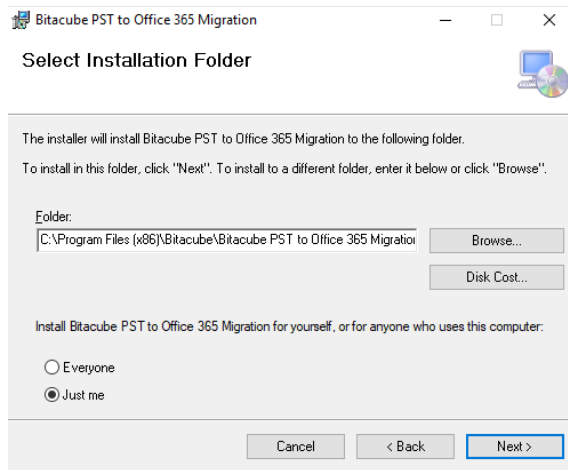 Bitacube PST to Office 365 Migration
Select Installation Folder
The installer will install Bitacube PST to Office 365 Migration to the following folder.
To install in this folder, click "Next". To install to a different folder, enter it below or click "Browse".
Folder:
C:\Program Files (x86)\Bitacube\Bitacube PST to Office 365 Migration
Browse...
Disk Cost...
Install Bitacube PST to Office 365 Migration for yourself, or for anyone who uses this computer:
Everyone
Just me
Cancel
< Back
Next >